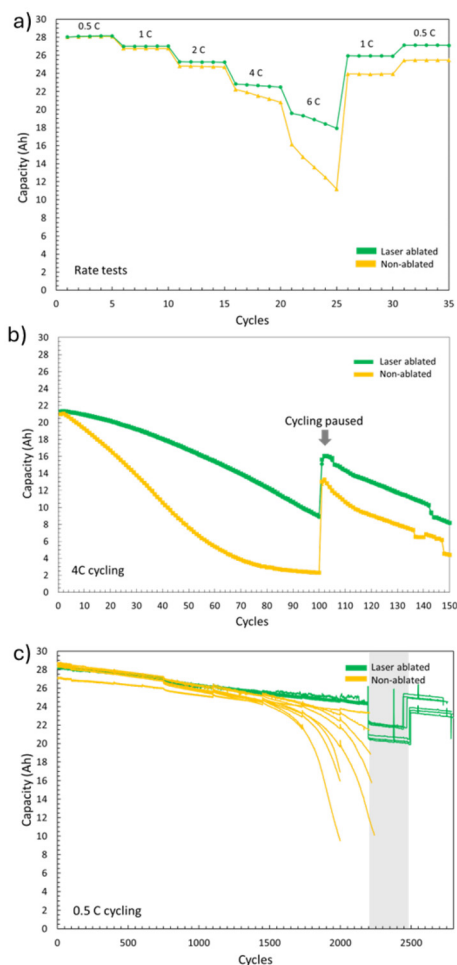 a)
30
28
26
24
22
20
18
16
14
12
10
8
6
4
2
0
Capacity (Ah)
0.5 C
1 C
2 C
4 C
6 C
1 C
0.5 C
Laser ablated
Non-ablated
Rate tests
0 5 10 15 20 25 30 35
Cycles
b)
30
28
26
24
22
20
18
16
14
12
10
8
6
4
2
0
Capacity (Ah)
Laser ablated
Non-ablated
Cycling paused
4C cycling
0 10 20 30 40 50 60 70 80 90 100 110 120 130 140 150
Cycles
c)
30
28
26
24
22
20
18
16
14
12
10
8
6
4
2
0
Capacity (Ah)
Laser ablated
Non-ablated
0.5 C cycling
0 500 1000 1500 2000 2500
Cycles